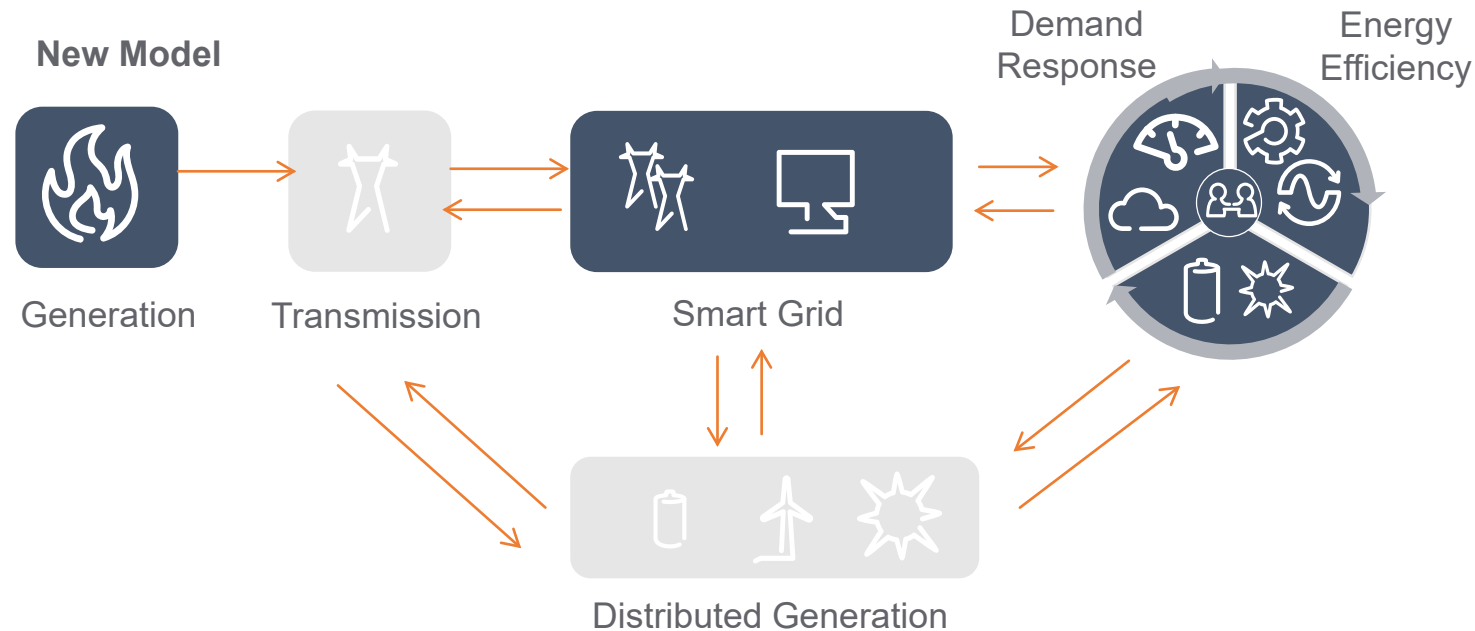 New Model
Demand
Response
Energy
Efficiency
Generation
Transmission
Smart Grid
Distributed Generation